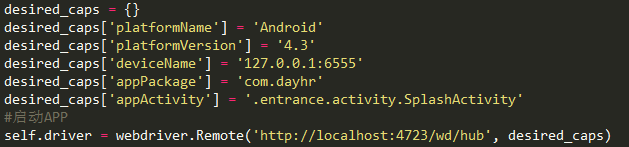 desired_caps = {}
desired_caps['platformName'] = 'Android'
desired_caps['platformVersion'] = '4.3'
desired_caps['deviceName'] = '127.0.0.1:6555'
desired_caps['appPackage'] = 'com.dayhr'
desired_caps['appActivity'] = '.entrance.activity.SplashActivity'
#启动APP
self.driver = webdriver.Remote('http://localhost:4723/wd/hub', desired_caps)